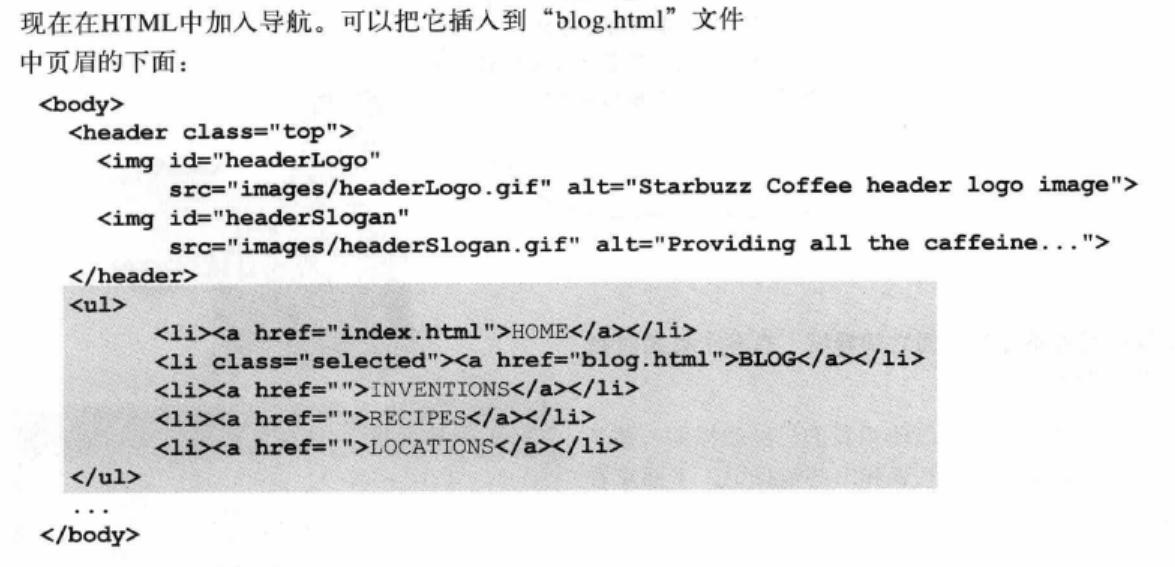 现在在HTML中加入导航。可以把它插入到“blog.html”文件
中页眉的下面：
<body>
<header class="top">
<img id="headerLogo"
src="images/headerLogo.gif" alt="Starbuzz Coffee header logo image">
<img id="headerSlogan"
src="images/headerSlogan.gif" alt="Providing all the caffeine...">
</header>
<ul>
<li><a href="index.html">HOME</a></li>
<li class="selected"><a href="blog.html">BLOG</a></li>
<li><a href="">INVENTIONS</a></li>
<li><a href="">RECIPES</a></li>
<li><a href="">LOCATIONS</a></li>
</ul>
...
</body>